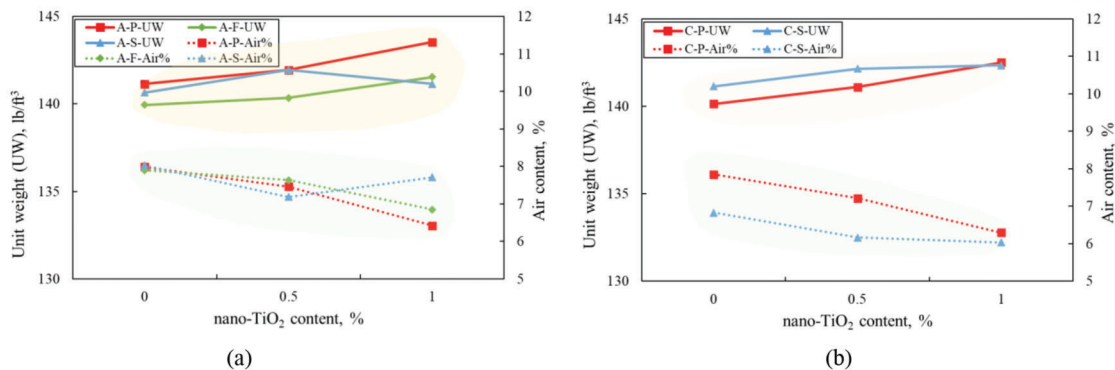 A-P-UW A-F-UW
A-S-UW A-P-Air%
A-F-Air% A-S-Air%
145
140
135
130
Unit weight (UW), lb/ft³
12
11
10
9
8
7
6
5
Air content, %
0 0.5 1
nano-TiO₂ content, %
(a)
C-P-UW C-S-UW
C-P-Air% C-S-Air%
145
140
135
130
Unit weight (UW), lb/ft³
12
11
10
9
8
7
6
5
Air content, %
0 0.5 1
nano-TiO₂ content, %
(b)